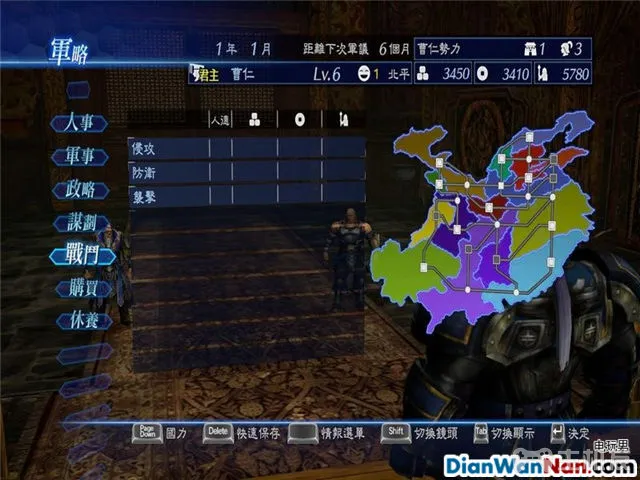 軍略
1年 1月 距離下次軍議 6個月 曹仁勢力 1 3
君主 曹仁 Lv.6 1 北平 3450 3410 5780
人事
軍事
政略
謀劃
戰鬥
購買
休養
人遠
侵攻
防衛
襲擊
Page Down 國力 Delete 快速保存 情報選單 Shift 切換鏡頭 Tab 切換顯示 決定
电玩男
DianWanNan.com